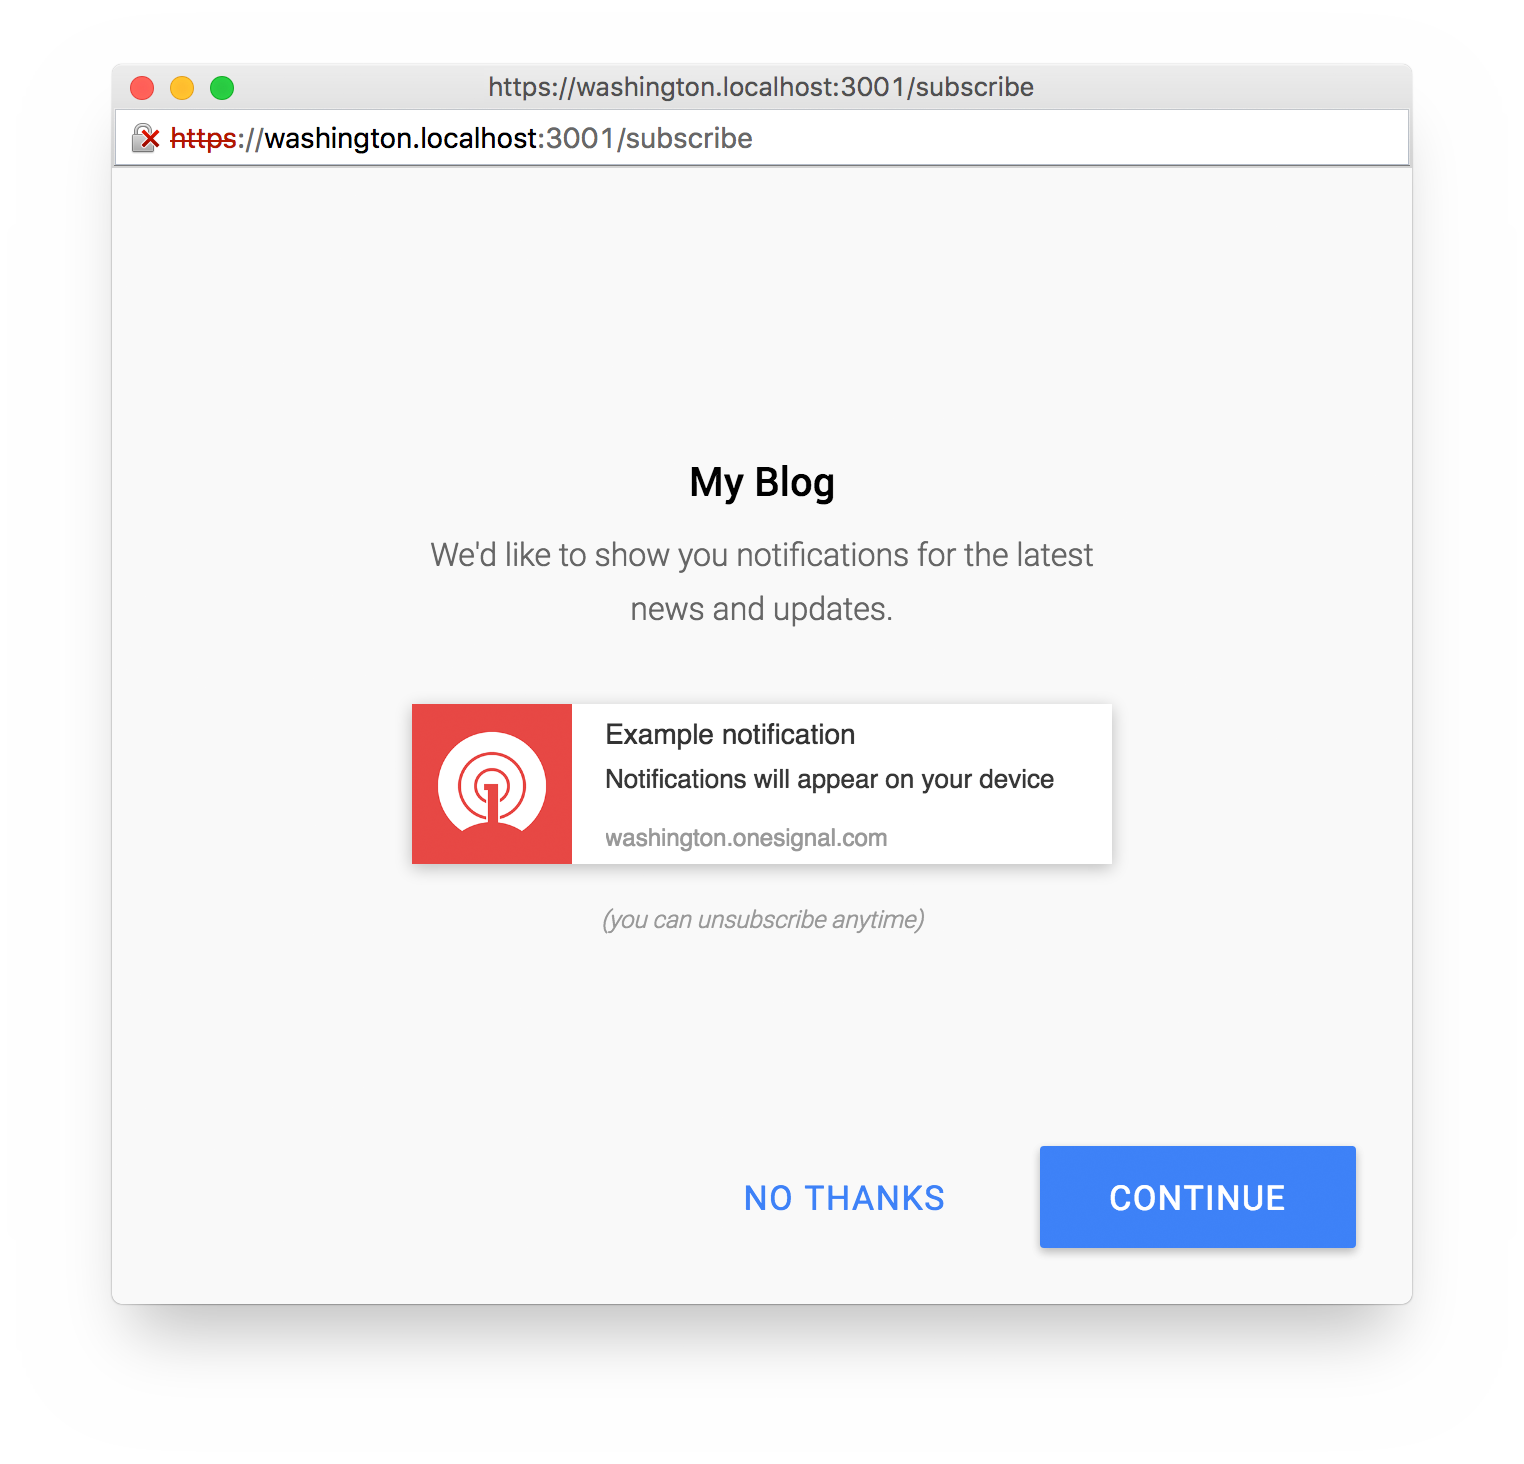 https://washington.localhost:3001/subscribe
https://washington.localhost:3001/subscribe
My Blog
We'd like to show you notifications for the latest
news and updates.
Example notification
Notifications will appear on your device
washington.onesignal.com
(you can unsubscribe anytime)
NO THANKS
CONTINUE